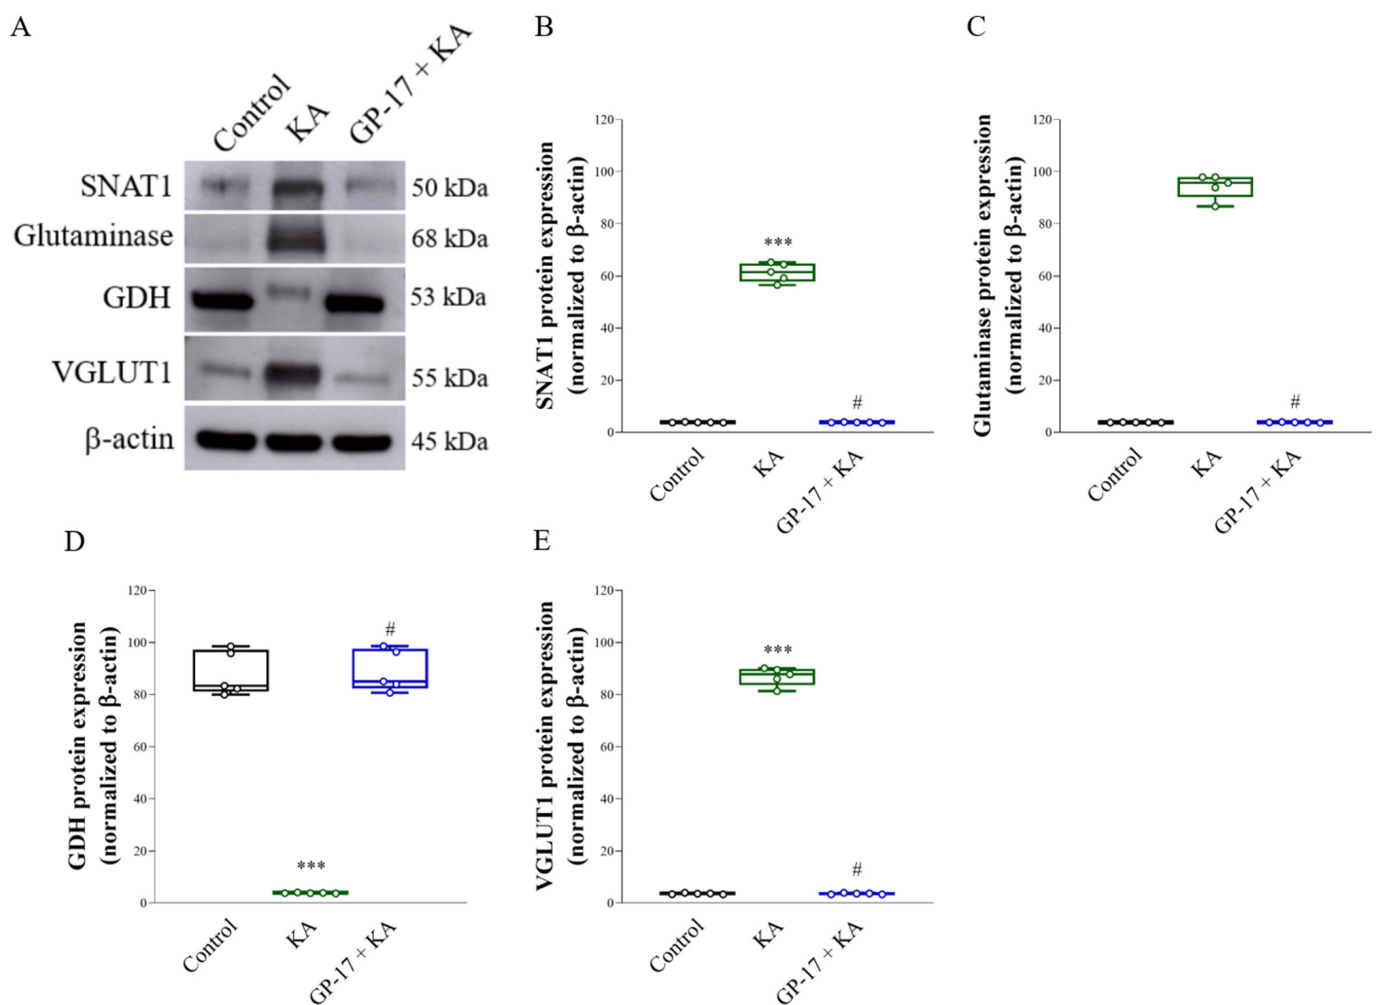 A
Control
KA
GP-17 + KA
SNAT1
50 kDa
Glutaminase
68 kDa
GDH
53 kDa
VGLUT1
55 kDa
β-actin
45 kDa
B
SNAT1 protein expression
(normalized to β-actin)
120
100
80
60
40
20
0
***
#
Control
KA
GP-17 + KA
C
Glutaminase protein expression
(normalized to β-actin)
120
100
80
60
40
20
0
#
Control
KA
GP-17 + KA
D
GDH protein expression
(normalized to β-actin)
120
100
80
60
40
20
0
***
#
Control
KA
GP-17 + KA
E
VGLUT1 protein expression
(normalized to β-actin)
120
100
80
60
40
20
0
***
#
Control
KA
GP-17 + KA